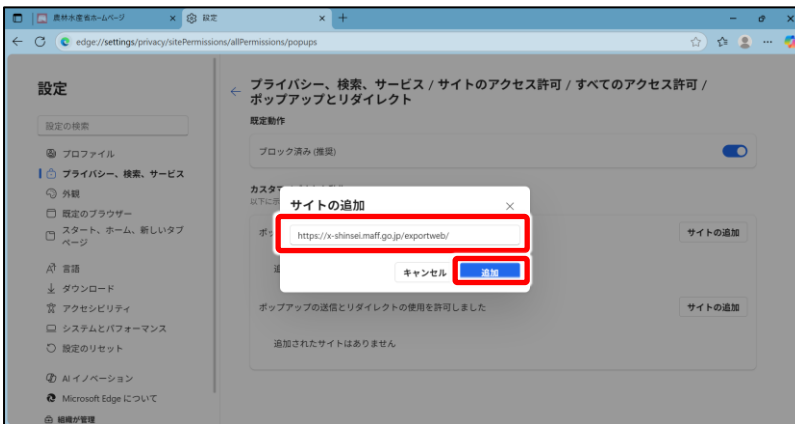 農林水産省ホームページ
設定
edge://settings/privacy/sitePermissions/allPermissions/popups
設定
設定の検索
プロファイル
プライバシー、検索、サービス
外観
既定のブラウザー
スタート、ホーム、新しいタブ
ページ
言語
ダウンロード
アクセシビリティ
システムとパフォーマンス
設定のリセット
AI イノベーション
Microsoft Edge について
組織が管理
プライバシー、検索、サービス / サイトのアクセス許可 / すべてのアクセス許可 /
ポップアップとリダイレクト
既定動作
ブロック済み (推奨)
サイトの追加
https://x-shinsei.maff.go.jp/exportweb/
キャンセル
追加
サイトの追加
ポップアップの送信とリダイレクトの使用を許可しました
サイトの追加
追加されたサイトはありません